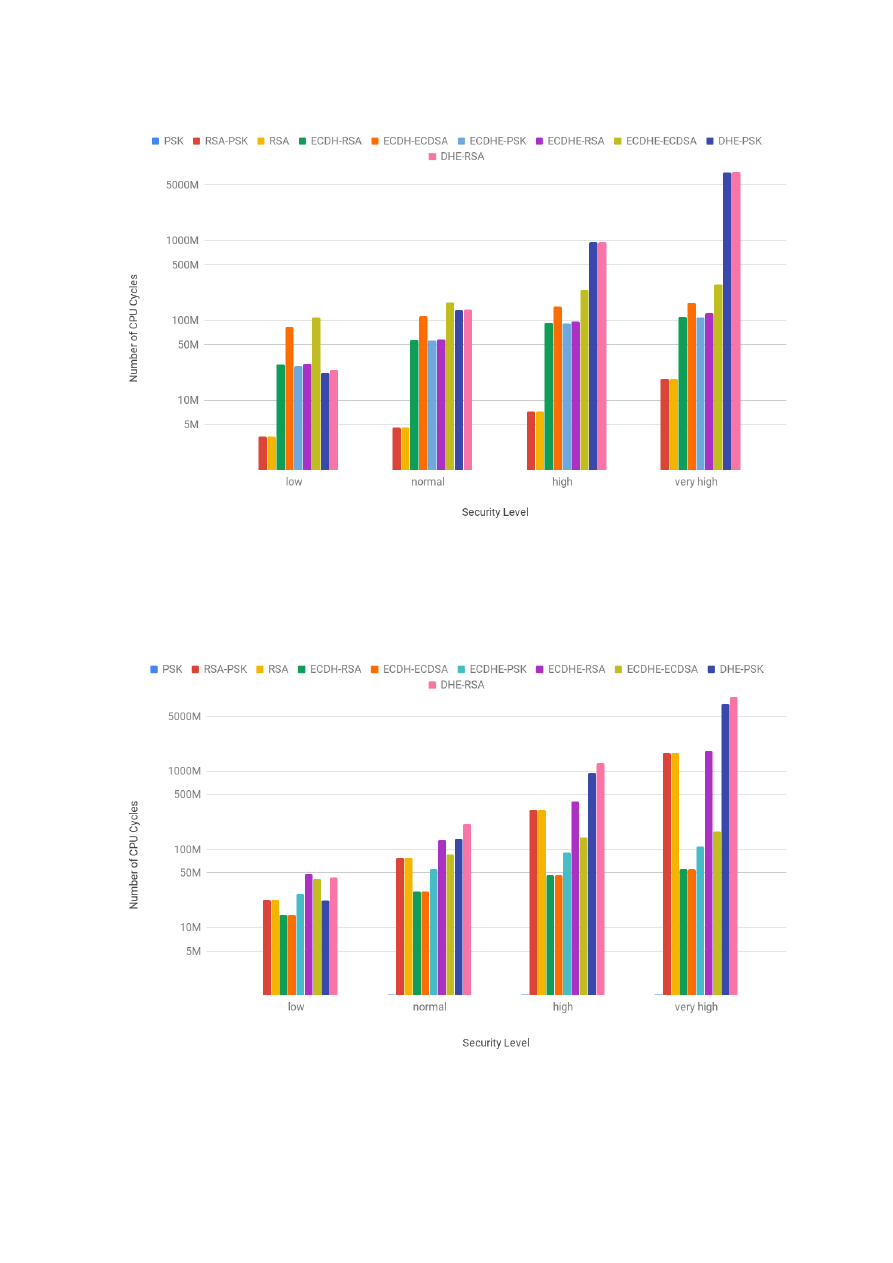 PSK RSA-PSK RSA ECDH-RSA ECDH-ECDSA ECDHE-PSK ECDHE-RSA ECDHE-ECDSA DHE-PSK
DHE-RSA
5000M
1000M
500M
100M
50M
10M
5M
Number of CPU Cycles
low normal high very high
Security Level
PSK RSA-PSK RSA ECDH-RSA ECDH-ECDSA ECDHE-PSK ECDHE-RSA ECDHE-ECDSA DHE-PSK
DHE-RSA
5000M
1000M
500M
100M
50M
10M
5M
Number of CPU Cycles
low normal high very high
Security Level